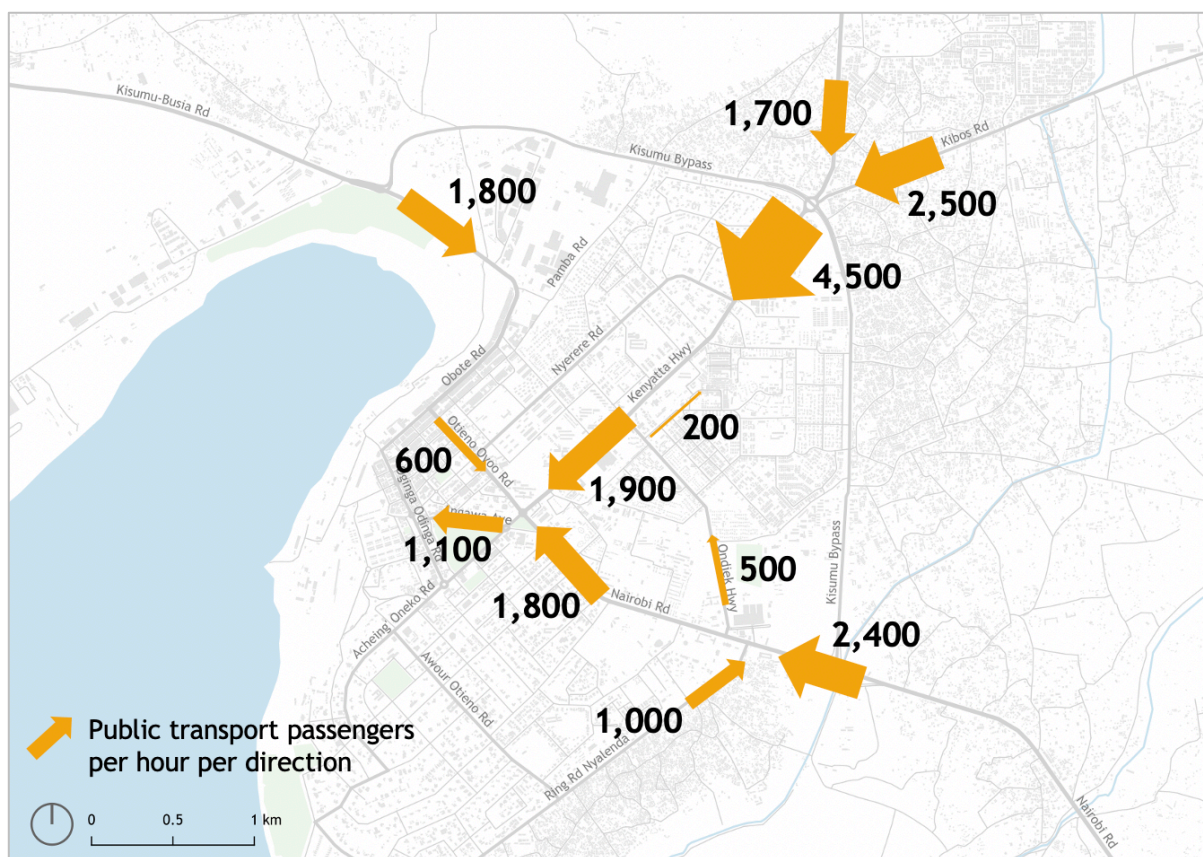 Kisumu-Busia Rd
1,700
Kibos Rd
Kisumu Bypass
1,800
2,500
Pamba Rd
4,500
Nyerere Rd
Obote Rd
Kenyatta Hwy
200
Otieno Oyoo Rd
600
1,900
Oginga Odinga Rd
Angawa Ave
1,100
Kisumu Bypass
500
Ondiek Hwy
1,800
Nairobi Rd
2,400
Acheing' Oneko Rd
Awour Otieno Rd
1,000
Public transport passengers
per hour per direction
Ring Rd Nyalenda
Nairobi Rd
0 0.5 1 km